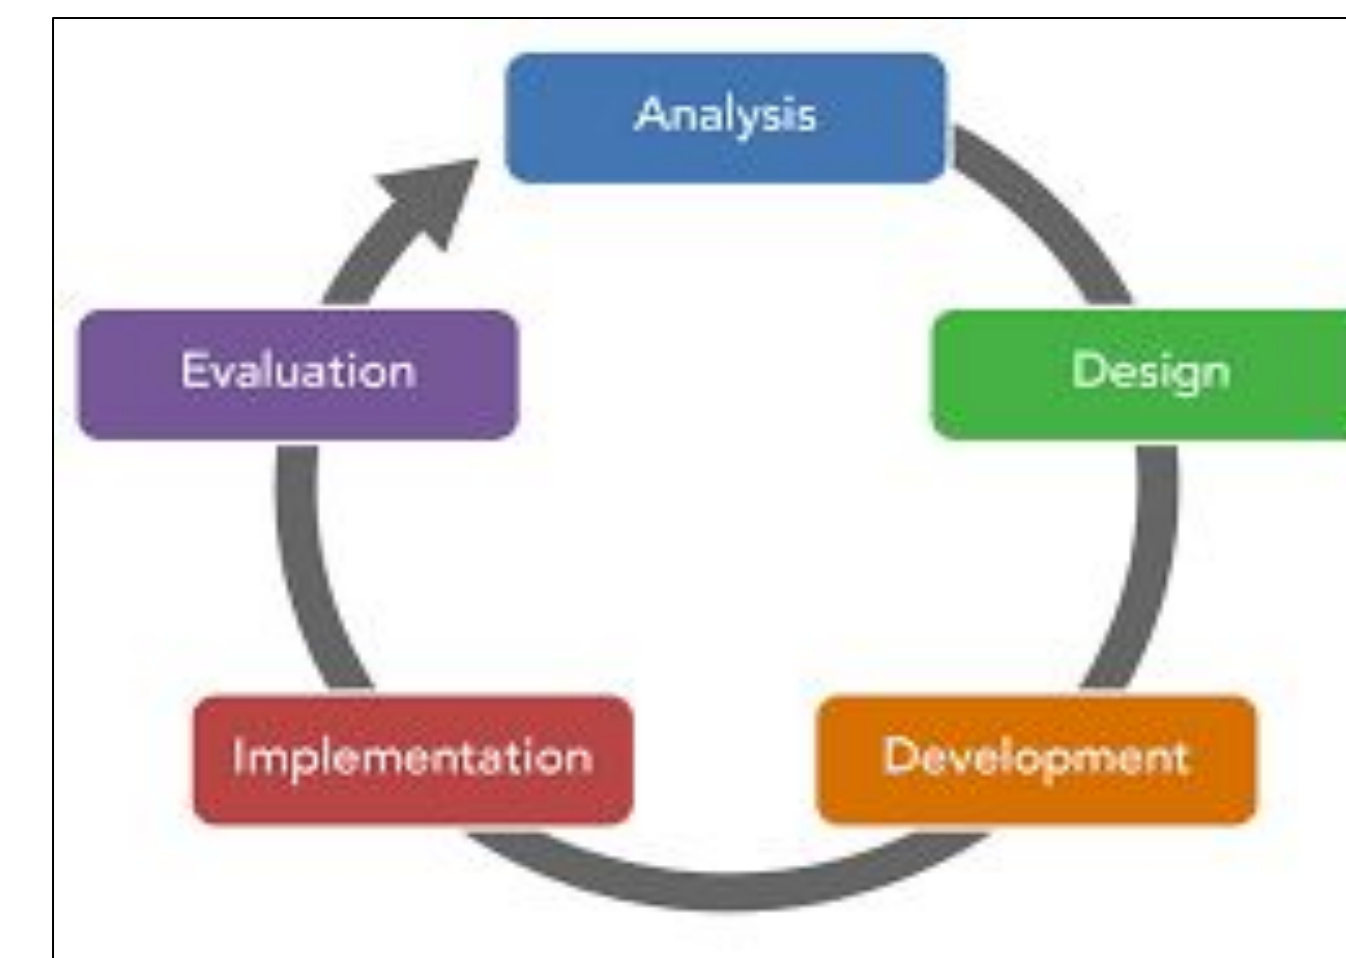 Analysis
Design
Development
Implementation
Evaluation